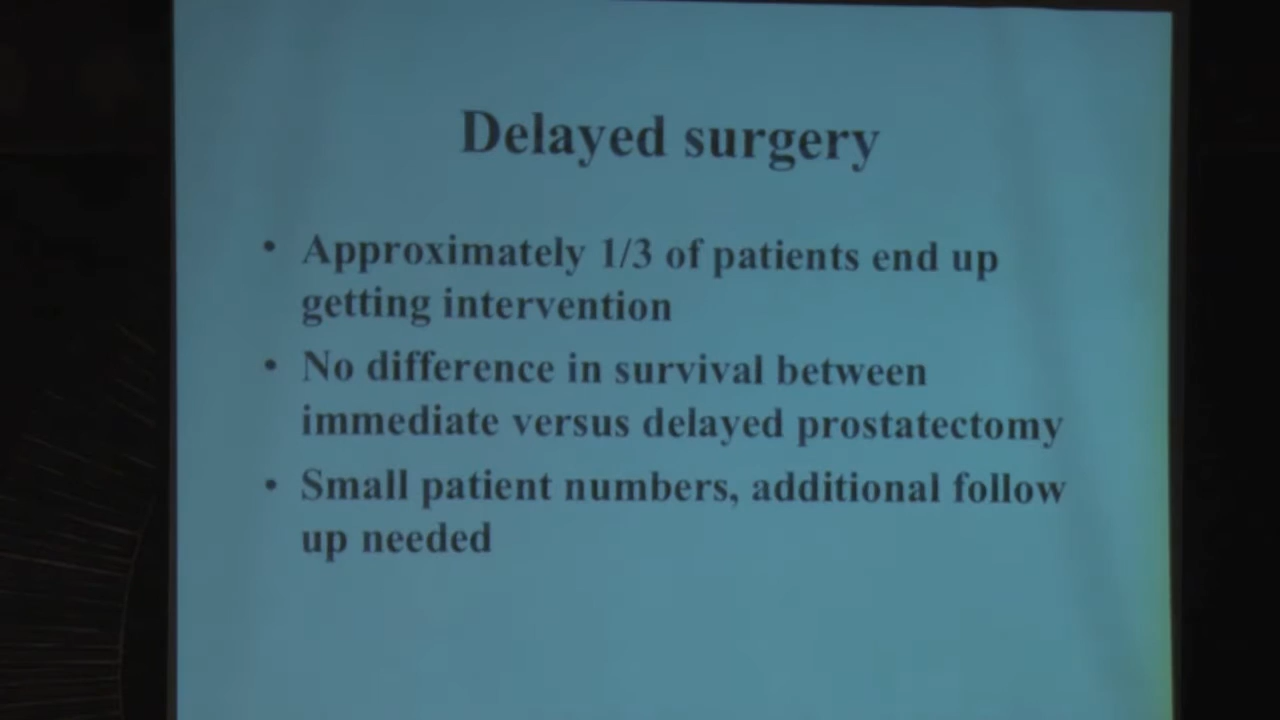 Delayed surgery
• Approximately 1/3 of patients end up
getting intervention
• No difference in survival between
immediate versus delayed prostatectomy
• Small patient numbers, additional follow
up needed